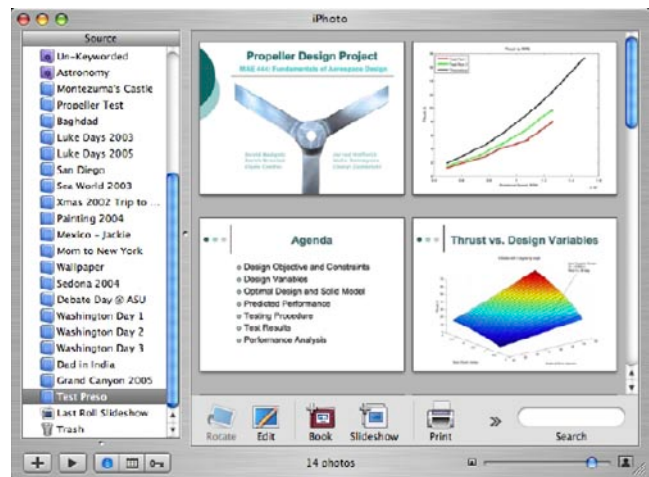 iPhoto
Source
Un-Keyworded
Astronomy
Montezuma's Castle
Propeller Test
Baghdad
Luke Days 2003
Luke Days 2005
San Diego
Sea World 2003
Xmas 2002 Trip to ...
Painting 2004
Mexico - Jackie
Mom to New York
Wallpaper
Sedona 2004
Debate Day @ ASU
Washington Day 1
Washington Day 2
Washington Day 3
Dad in India
Grand Canyon 2005
Test Preso
Last Roll Slideshow
Trash
Propeller Design Project
MAE 444: Fundamentals of Aerospace Design
Thrust vs. RPM
Agenda
Design Objective and Constraints
Design Variables
Optimal Design and Solid Model
Predicted Performance
Testing Procedure
Test Results
Performance Analysis
Thrust vs. Design Variables
Rotate
Edit
Book
Slideshow
Print
Search
14 photos